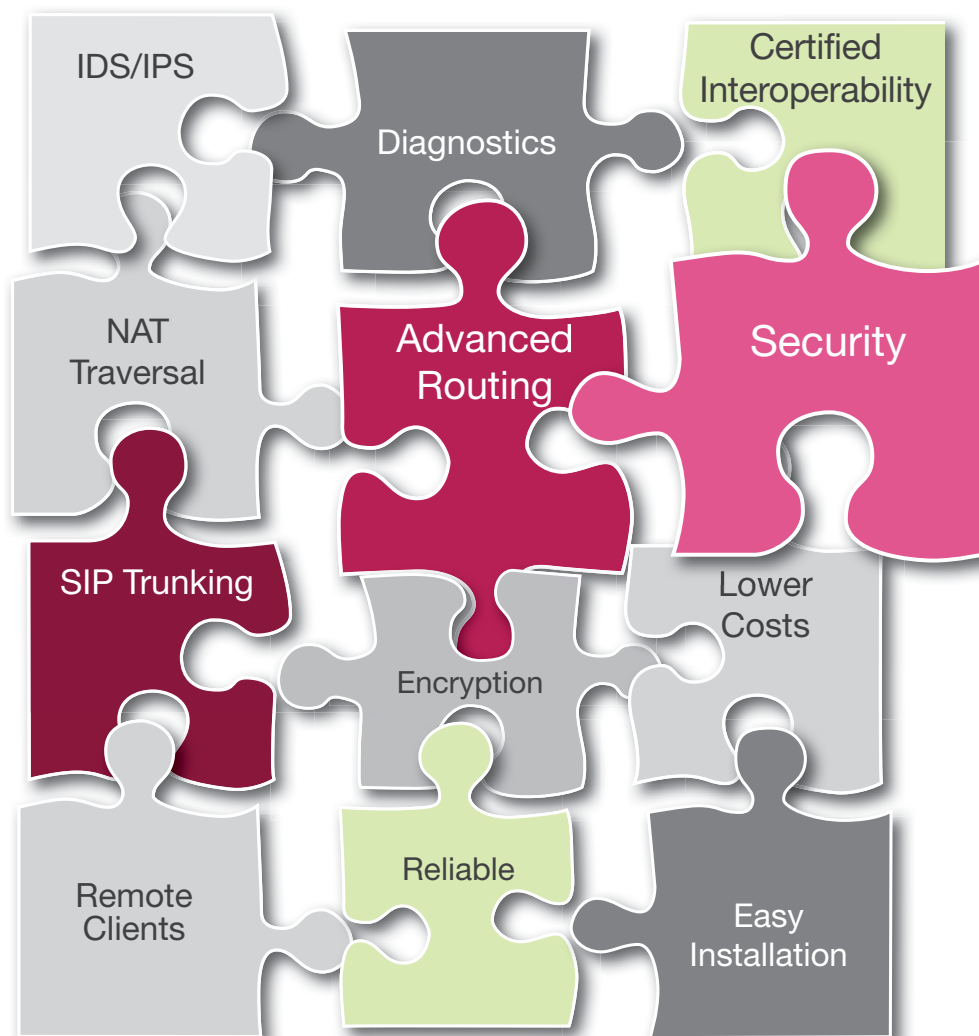 IDS/IPS
Diagnostics
Certified
Interoperability
NAT
Traversal
Advanced
Routing
Security
SIP Trunking
Encryption
Lower
Costs
Remote
Clients
Reliable
Easy
Installation